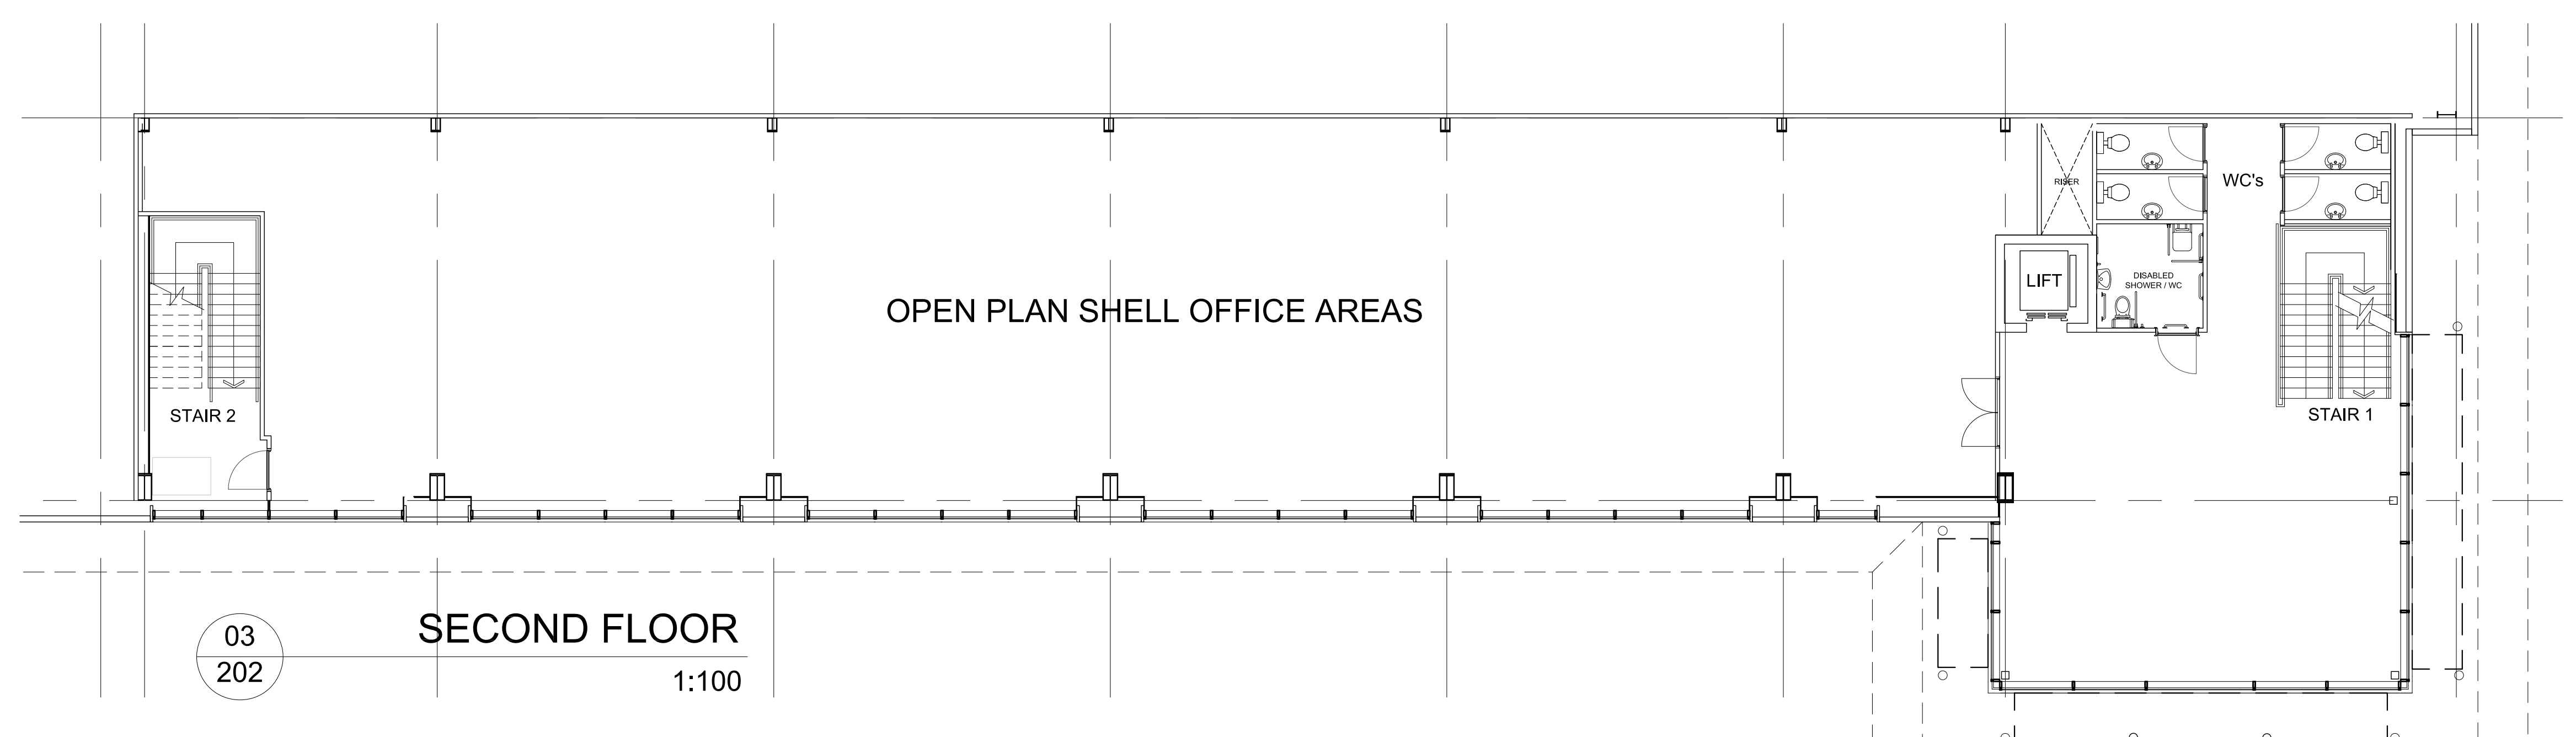 WC's
RISER
LIFT
DISABLED
SHOWER / WC
OPEN PLAN SHELL OFFICE AREAS
STAIR 2
STAIR 1
03
202
SECOND FLOOR
1:100